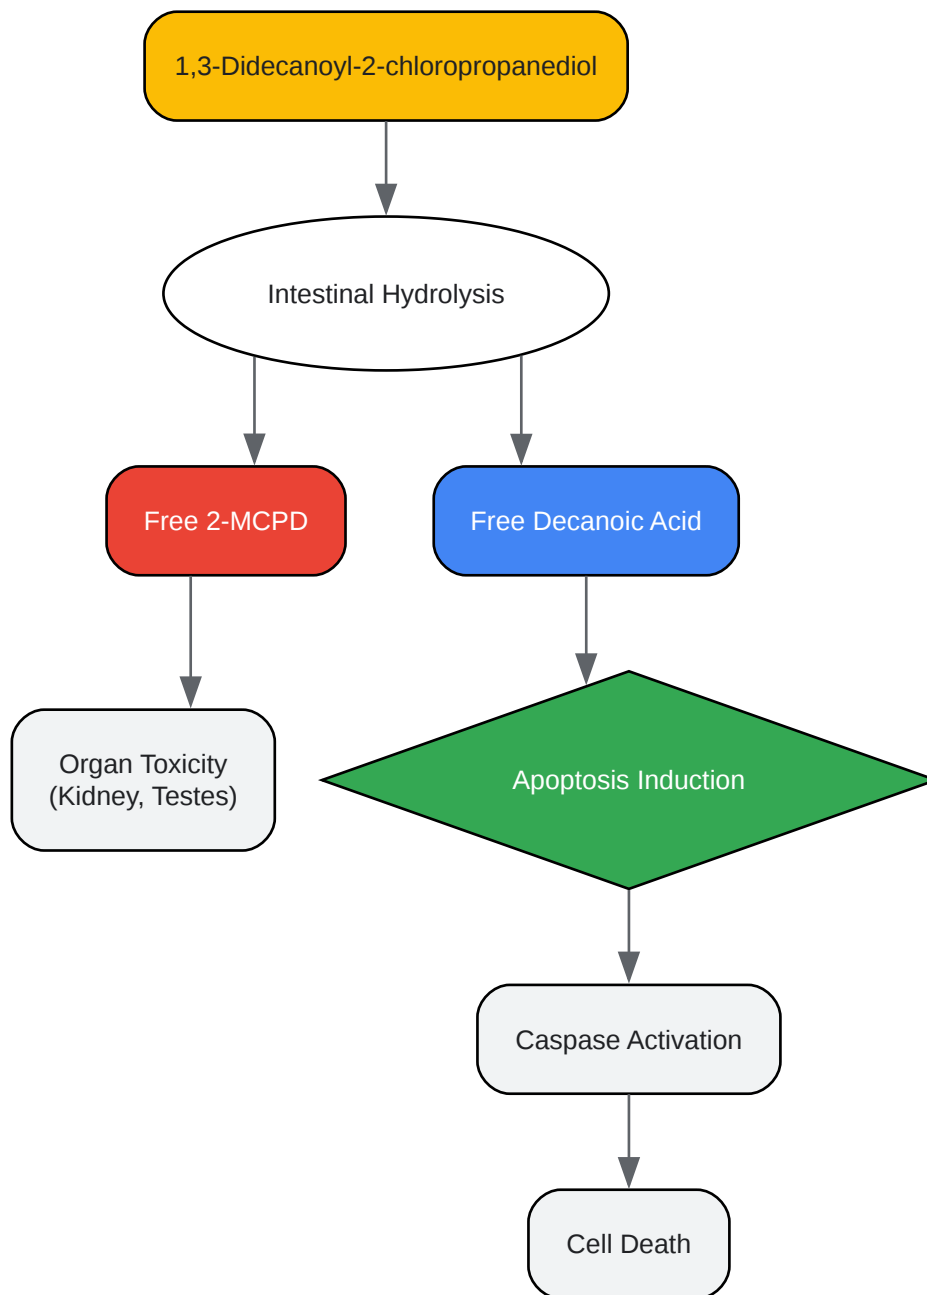 1,3-Didecanoyl-2-chloropropanediol
Intestinal Hydrolysis
Free 2-MCPD
Free Decanoic Acid
Organ Toxicity
(Kidney, Testes)
Apoptosis Induction
Caspase Activation
Cell Death